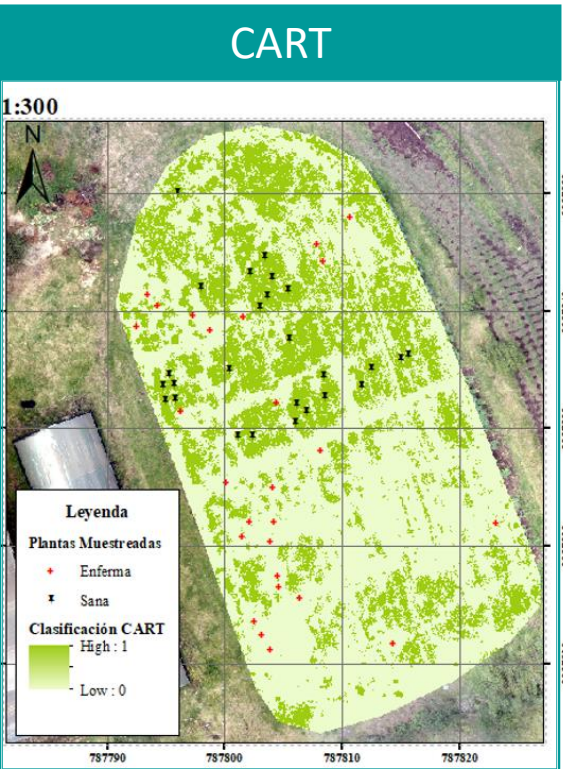 CART
1:300
N
Leyenda
Plantas Muestreadas
Enferma
Sana
Clasificación CART
High : 1
Low : 0
787790
787800
787810
787820